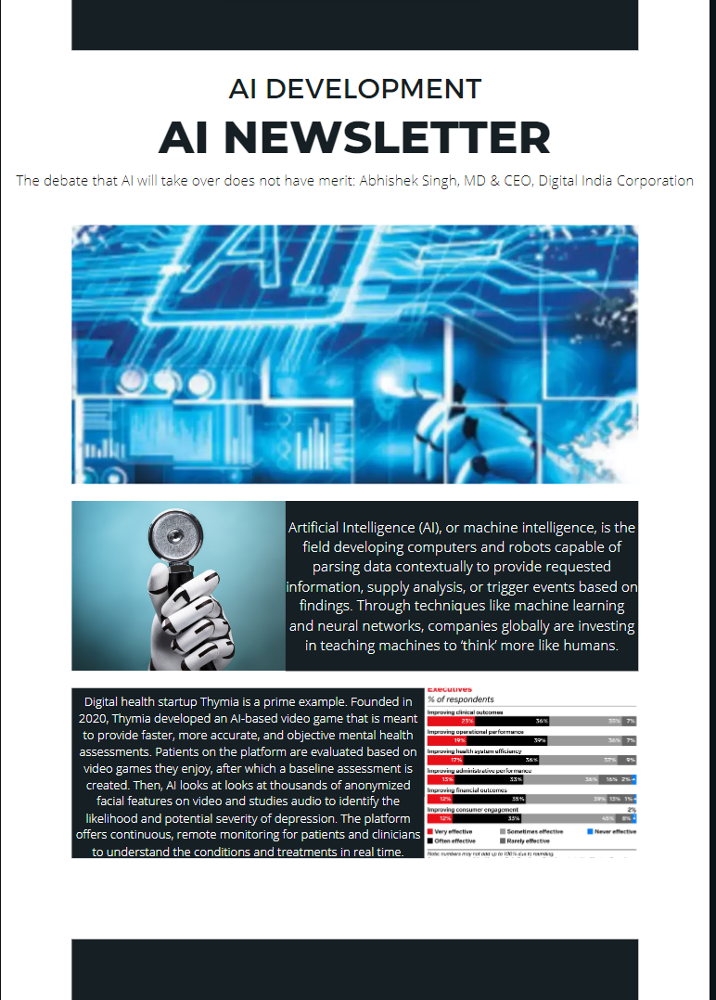 AI DEVELOPMENT
AI NEWSLETTER
The debate that AI will take over does not have merit: Abhishek Singh, MD & CEO, Digital India Corporation
AI
Artificial Intelligence (AI), or machine intelligence, is the
field developing computers and robots capable of
parsing data contextually to provide requested
information, supply analysis, or trigger events based on
findings. Through techniques like machine learning
and neural networks, companies globally are investing
in teaching machines to ‘think’ more like humans.
Digital health startup Thymia is a prime example. Founded in
2020, Thymia developed an AI-based video game that is meant
to provide faster, more accurate, and objective mental health
assessments. Patients on the platform are evaluated based on
video games they enjoy, after which a baseline assessment is
created. Then, AI looks at looks at thousands of anonymized
facial features on video and studies audio to identify the
likelihood and potential severity of depression. The platform
offers continuous, remote monitoring for patients and clinicians
to understand the conditions and treatments in real time.
Executives
% of respondents
Improving clinical outcomes
23% 36% 35% 7%
Improving operational performance
19% 39% 36% 7%
Improving health system efficiency
17% 36% 37% 9%
Improving administrative performance
13% 33% 36% 16% 2%
Improving financial outcomes
12% 35% 39% 13% 1%
Improving consumer engagement 2%
12% 33% 45% 8%
Very effective Sometimes effective Never effective
Often effective Rarely effective
Note: numbers may not add up to 100% due to rounding